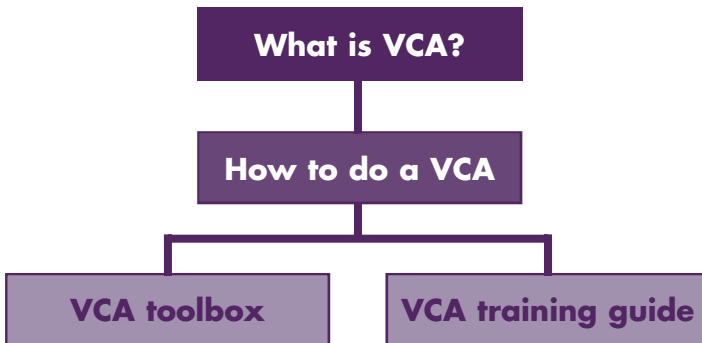 What is VCA?
How to do a VCA
VCA toolbox
VCA training guide